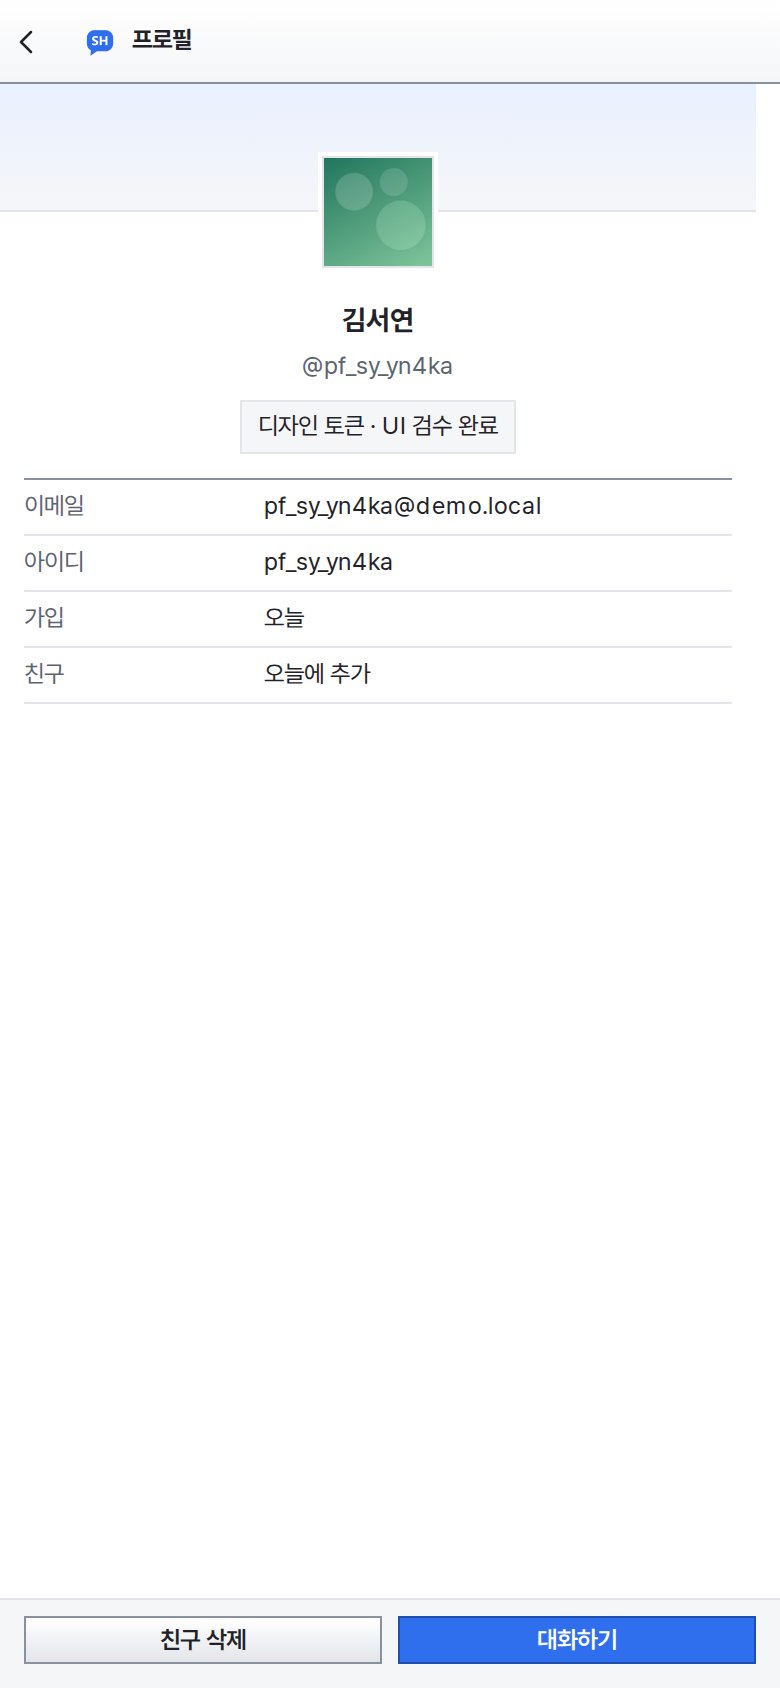 SH 프로필
김서연
@pf_sy_yn4ka
디자인 토큰 · UI 검수 완료
이메일 pf_sy_yn4ka@demo.local
아이디 pf_sy_yn4ka
가입 오늘
친구 오늘에 추가
친구 삭제 대화하기